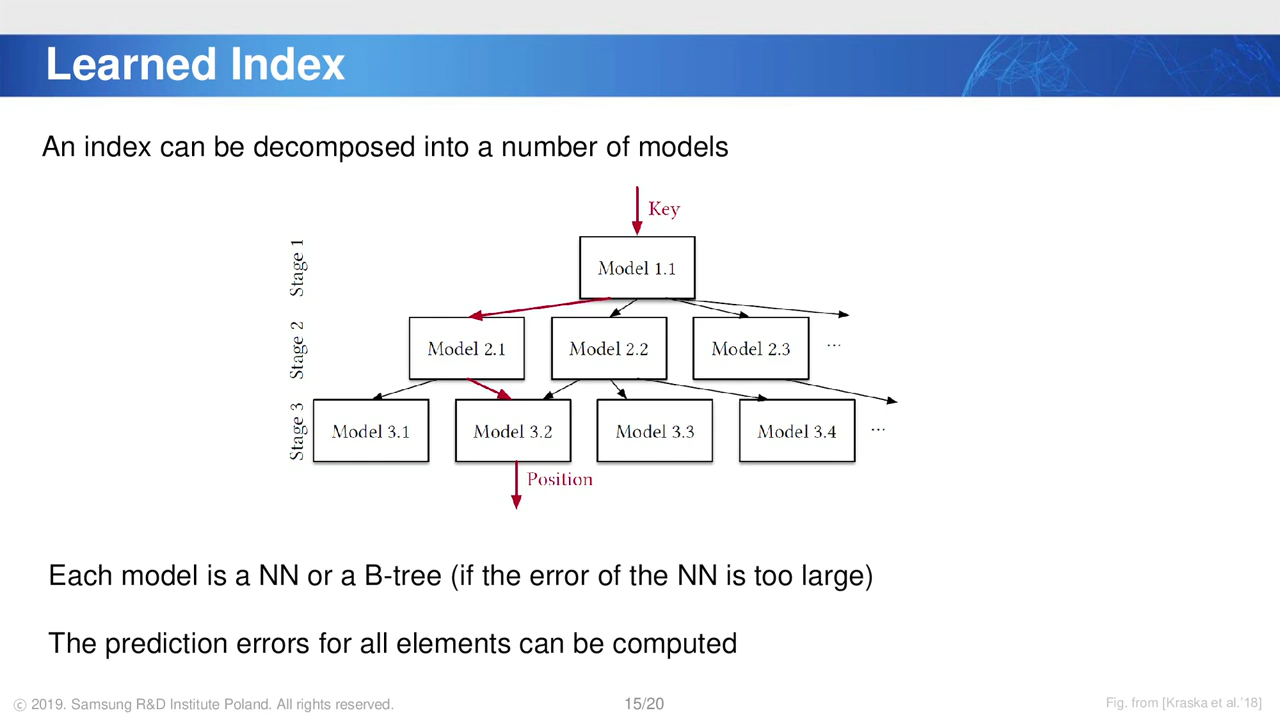 Learned Index
An index can be decomposed into a number of models
Key
Stage 1
Model 1.1
Stage 2
Model 2.1
Model 2.2
Model 2.3
...
Stage 3
Model 3.1
Model 3.2
Model 3.3
Model 3.4
...
Position
Each model is a NN or a B-tree (if the error of the NN is too large)
The prediction errors for all elements can be computed
© 2019. Samsung R&D Institute Poland. All rights reserved.
15/20
Fig. from [Kraska et al.'18]